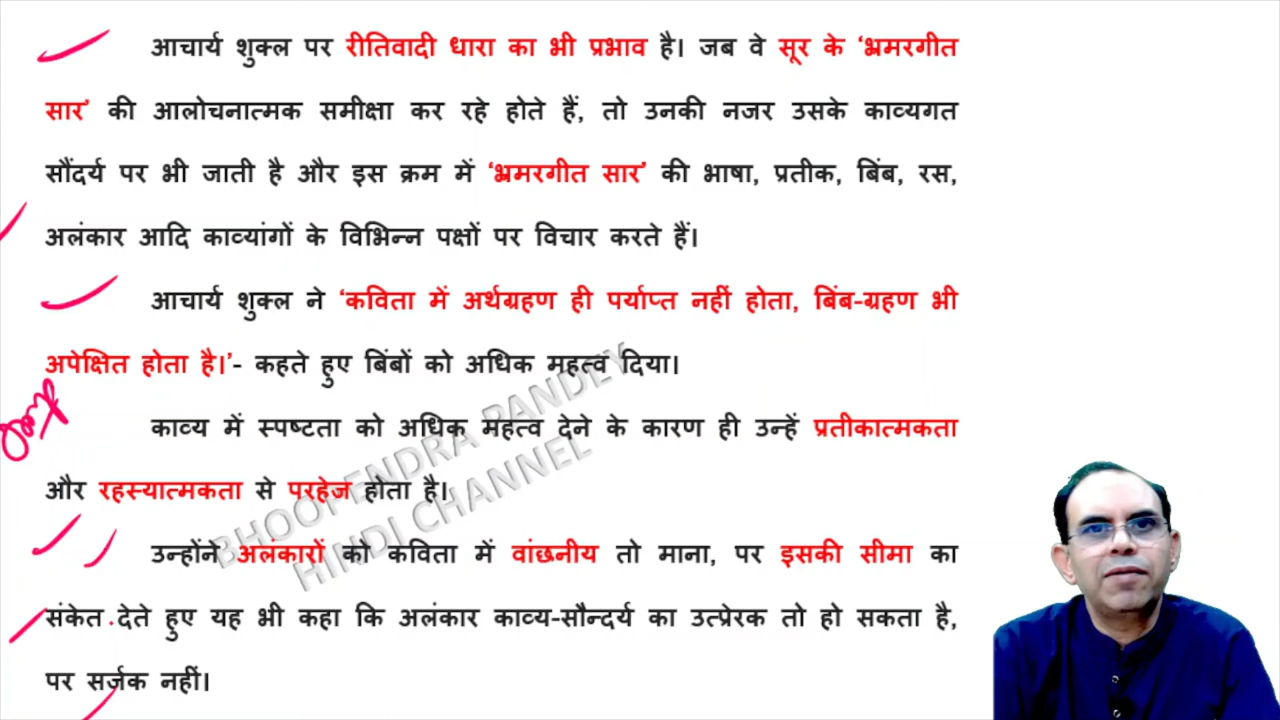 आचार्य शुक्ल पर रीतिवादी धारा का भी प्रभाव है। जब वे सूर के ‘भ्रमरगीत
सार’ की आलोचनात्मक समीक्षा कर रहे होते हैं, तो उनकी नजर उसके काव्यगत
सौंदर्य पर भी जाती है और इस क्रम में ‘भ्रमरगीत सार’ की भाषा, प्रतीक, बिंब, रस,
अलंकार आदि काव्यांगों के विभिन्न पक्षों पर विचार करते हैं।
आचार्य शुक्ल ने ‘कविता में अर्थग्रहण ही पर्याप्त नहीं होता, बिंब-ग्रहण भी
अपेक्षित होता है।’- कहते हुए बिंबों को अधिक महत्व दिया।
काव्य में स्पष्टता को अधिक महत्व देने के कारण ही उन्हें प्रतीकात्मकता
और रहस्यात्मकता से परहेज होता है।
उन्होंने अलंकारों को कविता में वांछनीय तो माना, पर इसकी सीमा का
संकेत देते हुए यह भी कहा कि अलंकार काव्य-सौन्दर्य का उत्प्रेरक तो हो सकता है,
पर सर्जक नहीं।
BHOOPENDRA PANDEY
HINDI CHANNEL